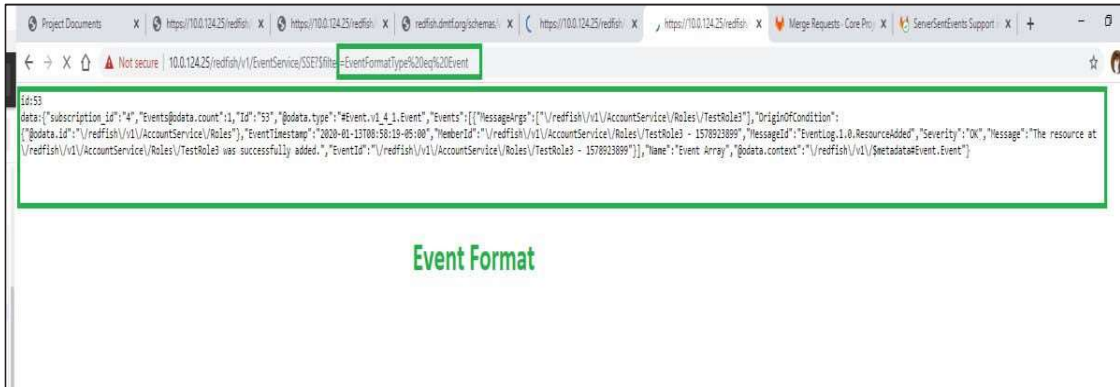 Project Documents x https://10.0.124.25/redfish x https://10.0.124.25/redfish x redfish.dmtf.org/schemas/ x https://10.0.124.25/redfish/ x https://10.0.124.25/redfish x Merge Requests · Core Pro x ServerSentEvents Support x +
Not secure | 10.0.124.25/redfish/v1/EventService/SSE?$filter=EventFormatType%20eq%20Event
id:53
data:{"subscription_id":"4","Events@odata.count":1,"Id":"53","@odata.type":"#Event.v1_4_1.Event","Events":[{"MessageArgs":["\/redfish\/v1\/AccountService\/Roles\/TestRole3"],"OriginOfCondition":
{"@odata.id":"\/redfish\/v1\/AccountService\/Roles"},"EventTimestamp":"2020-01-13T08:58:19-05:00","MemberId":"\/redfish\/v1\/AccountService\/Roles\/TestRole3 - 1578923899","MessageId":"EventLog.1.0.ResourceAdded","Severity":"OK","Message":"The resource at
\/redfish\/v1\/AccountService\/Roles\/TestRole3 was successfully added.","EventId":"\/redfish\/v1\/AccountService\/Roles\/TestRole3 - 1578923899"}],"Name":"Event Array","@odata.context":"\/redfish\/v1\/$metadata#Event.Event"}
Event Format